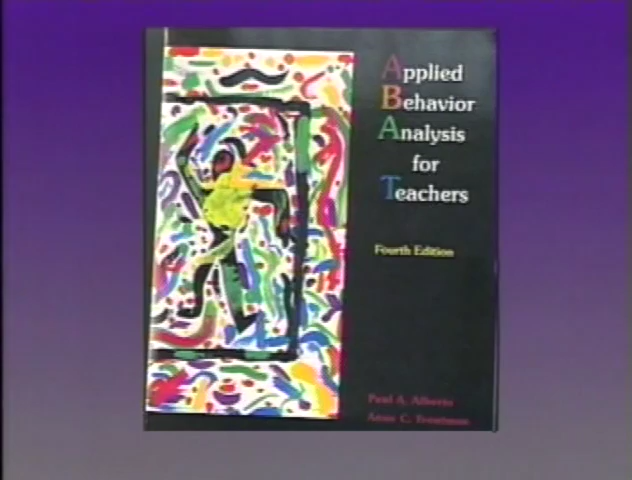 Applied
Behavior
Analysis
for
Teachers
Fourth Edition
Paul A. Alberto
Anne C. Troutman